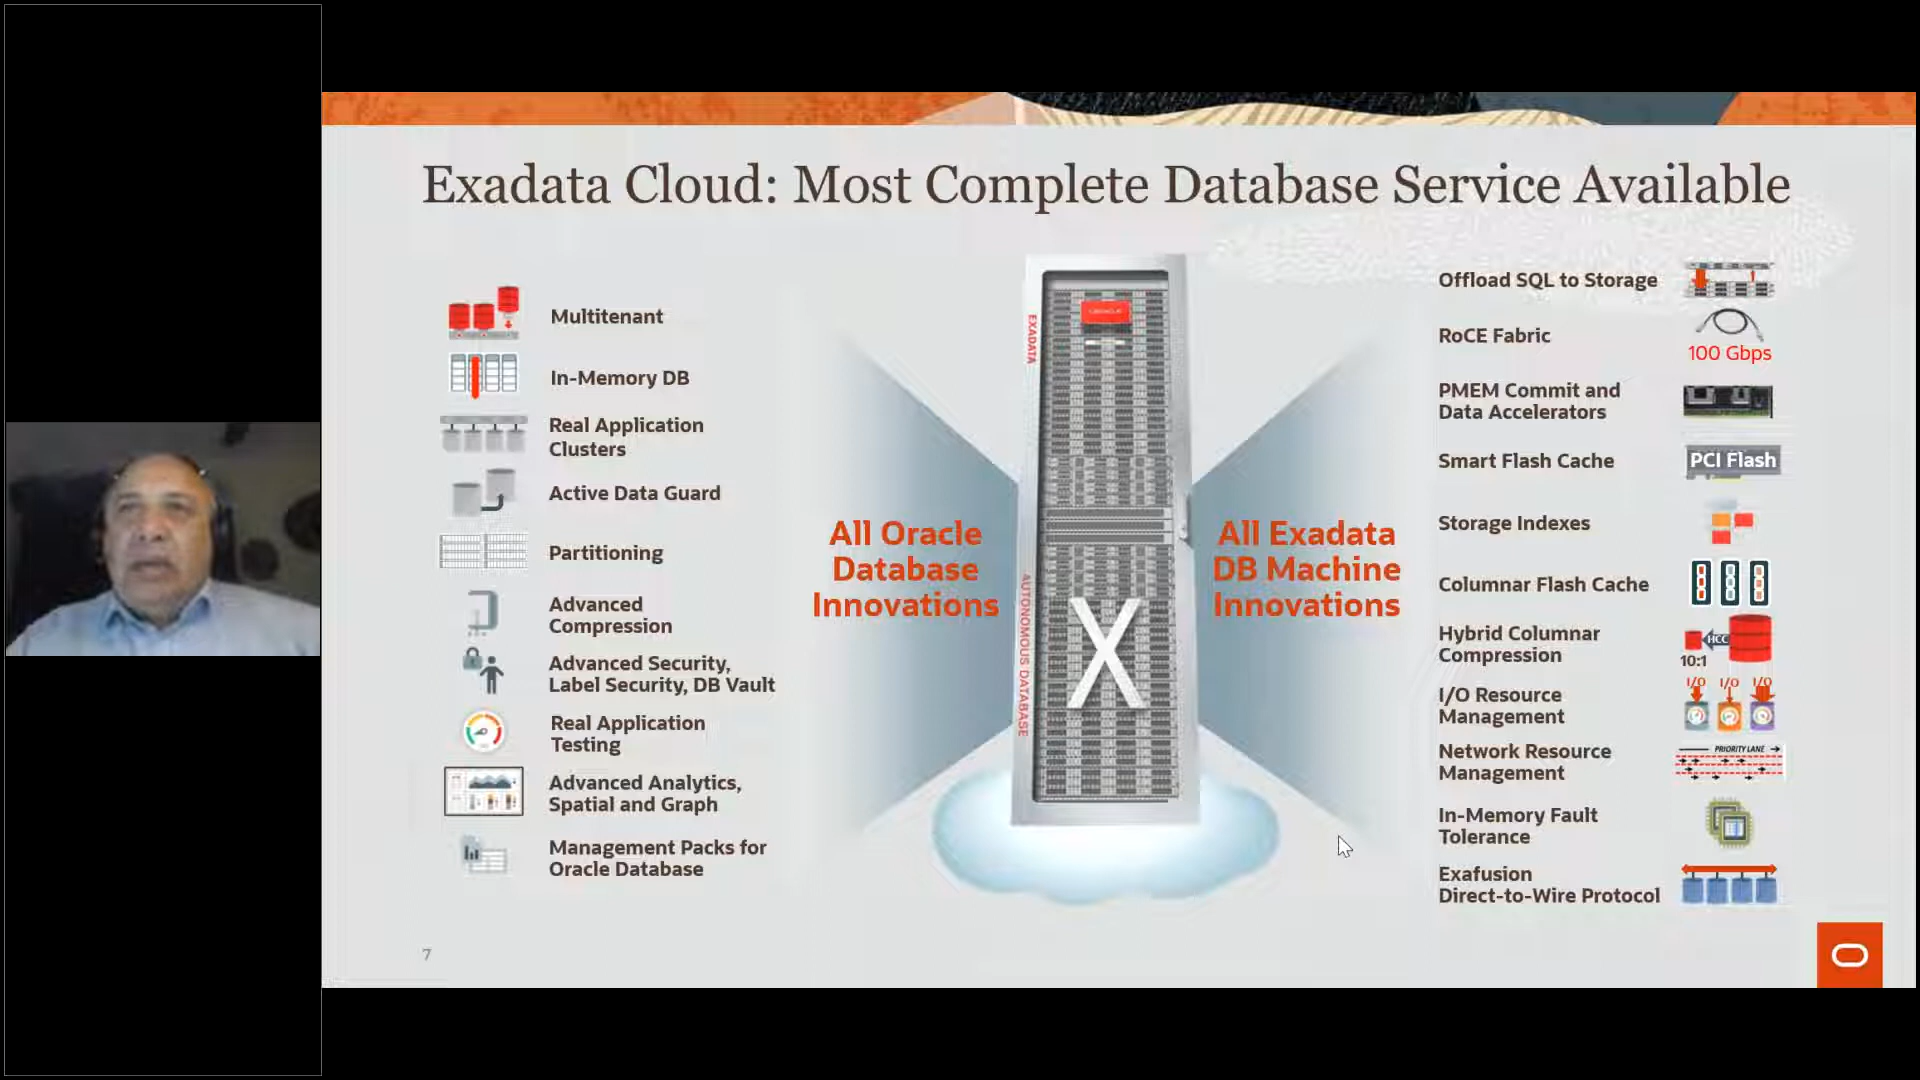 Exadata Cloud: Most Complete Database Service Available
Multitenant
In-Memory DB
Real Application
Clusters
Active Data Guard
Partitioning
Advanced
Compression
Advanced Security,
Label Security, DB Vault
Real Application
Testing
Advanced Analytics,
Spatial and Graph
Management Packs for
Oracle Database
All Oracle
Database
Innovations
EXADATA
ORACLE
AUTONOMOUS DATABASE
X
All Exadata
DB Machine
Innovations
Offload SQL to Storage
RoCE Fabric
100 Gbps
PMEM Commit and
Data Accelerators
Smart Flash Cache
PCI Flash
Storage Indexes
Columnar Flash Cache
Hybrid Columnar
Compression
HCC
10:1
I/O Resource
Management
I/O I/O I/O
Network Resource
Management
PRIORITY LANE
In-Memory Fault
Tolerance
Exafusion
Direct-to-Wire Protocol
7